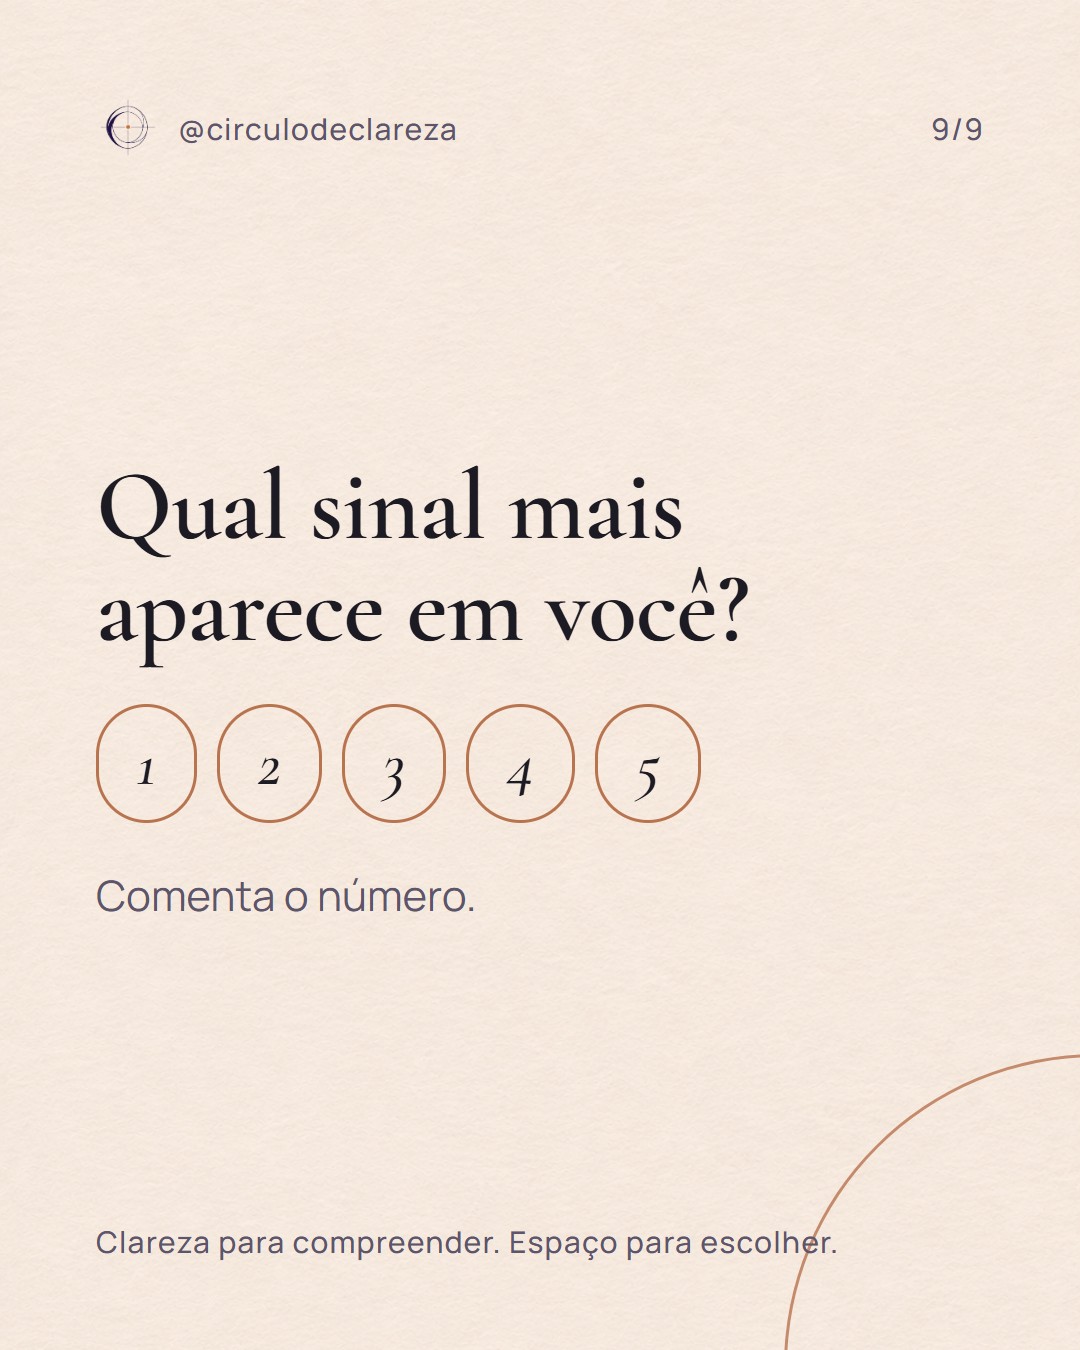 @circulodeclareza 9/9
Qual sinal mais
aparece em você?
1 2 3 4 5
Comenta o número.
Clareza para compreender. Espaço para escolher.